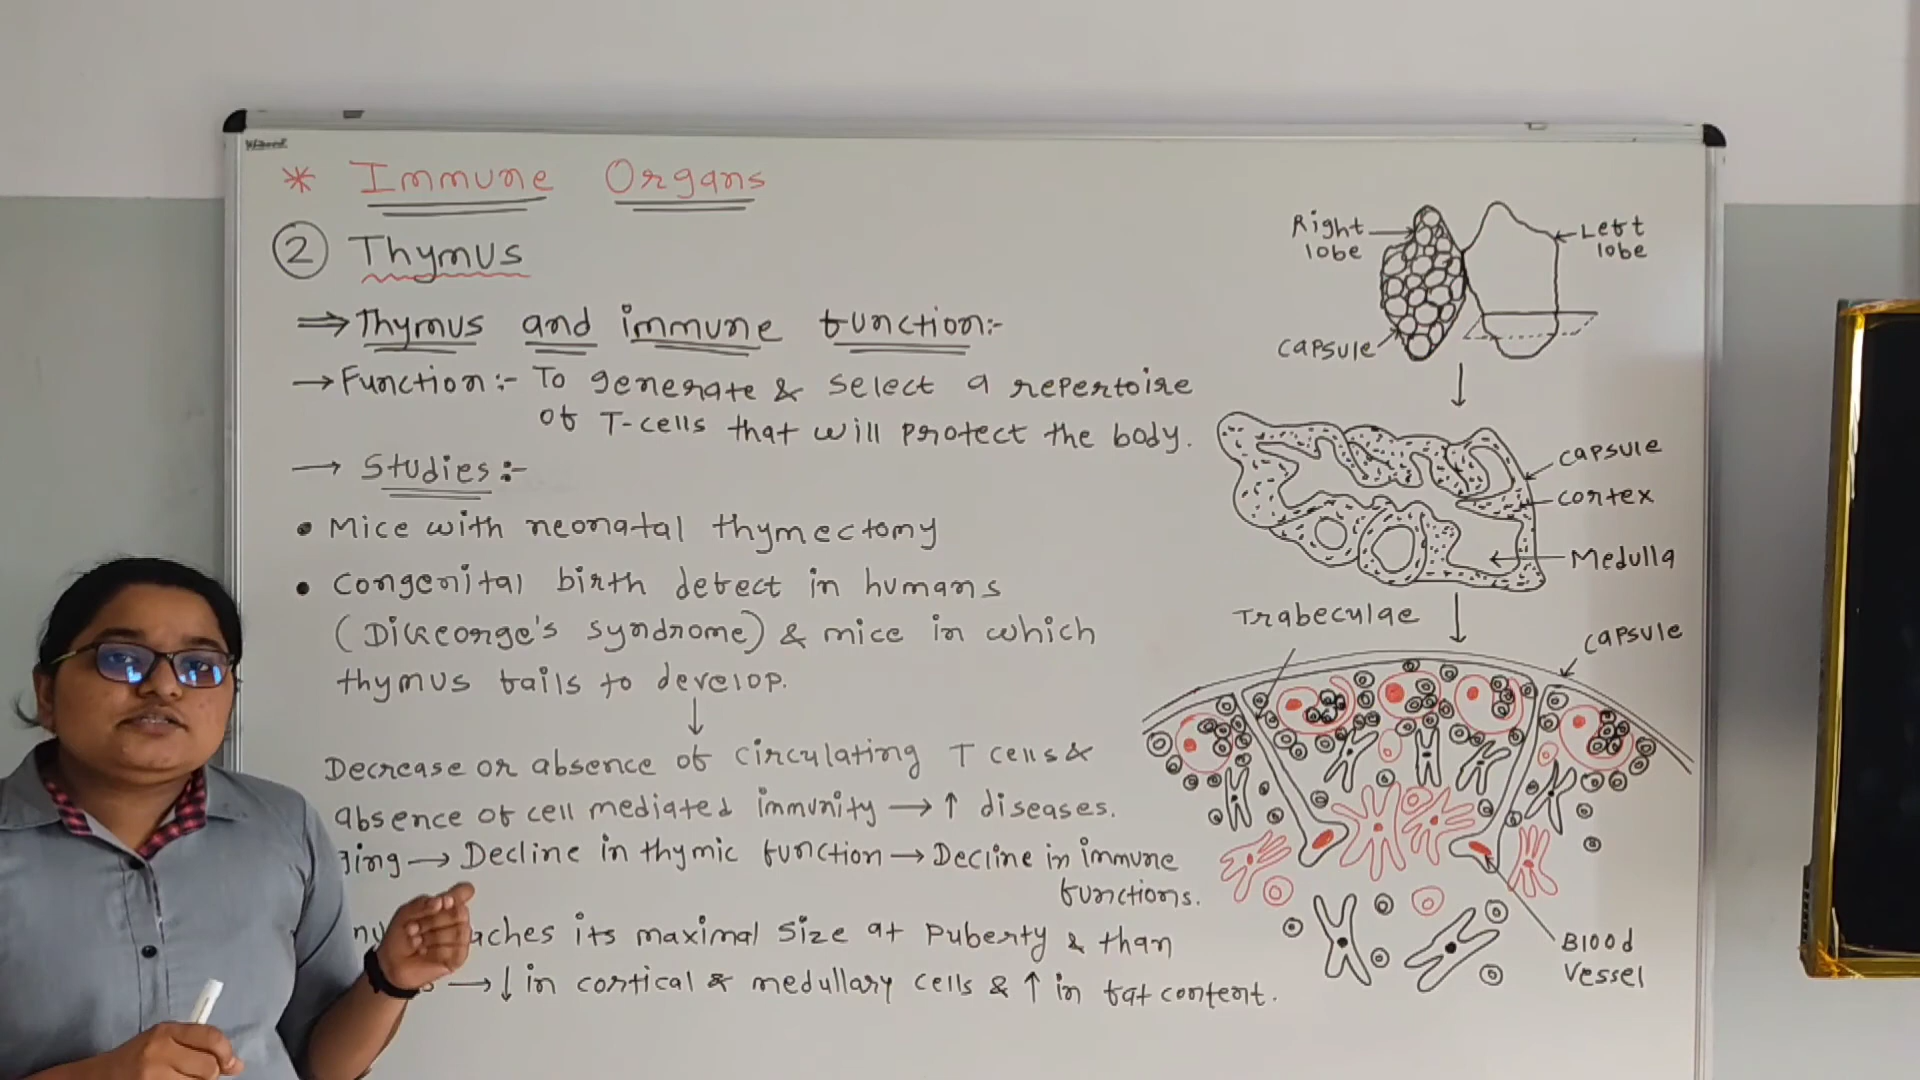 * Immune Organs
② Thymus
⇒ Thymus and immune function:-
→ Function:- To generate & select a repertoire
of T-cells that will protect the body.
→ Studies:-
• Mice with neonatal thymectomy
• Congenital birth defect in humans
(DiGeorge's syndrome) & mice in which
thymus fails to develop.
↓
Decrease or absence of circulating T cells &
absence of cell mediated immunity → ↑ diseases.
ging → Decline in thymic function → Decline in immune
functions.
aches its maximal size at puberty & than
→ ↓ in cortical & medullary cells & ↑ in fat content.
Right
lobe
Left
lobe
capsule
capsule
cortex
Medulla
Trabeculae
capsule
Blood
vessel